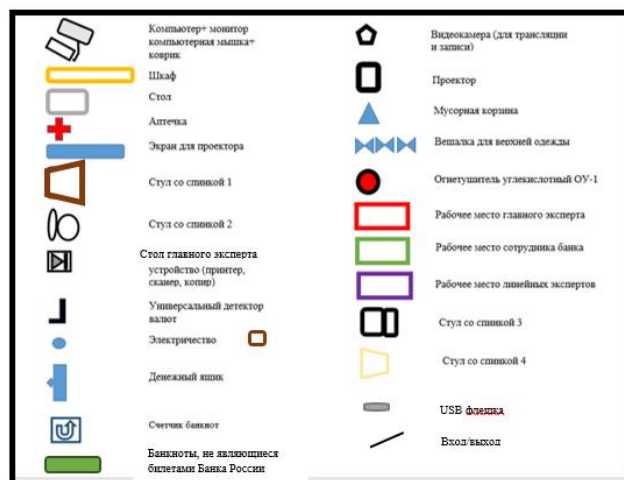 Компьютер+ монитор
компьютерная мышка+
коврик
Шкаф
Стол
Аптечка
Экран для проектора
Стул со спинкой 1
Стул со спинкой 2
Стол главного эксперта
устройство (принтер,
сканер, копир)
Универсальный детектор
валют
Электричество
Денежный ящик
Счетчик банкнот
Банкноты, не являющиеся
билетами Банка России
Видеокамера (для трансляции
и записи)
Проектор
Мусорная корзина
Вешалка для верхней одежды
Огнетушитель углекислотный ОУ-1
Рабочее место главного эксперта
Рабочее место сотрудника банка
Рабочее место линейных экспертов
Стул со спинкой 3
Стул со спинкой 4
USB флешка
Вход/выход